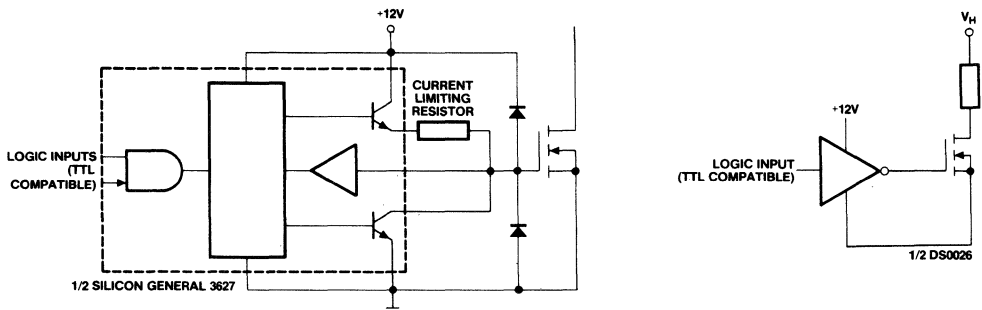 +12V
CURRENT
LIMITING
RESISTOR
LOGIC INPUTS
(TTL
COMPATIBLE)
1/2 SILICON GENERAL 3627
VH
+12V
LOGIC INPUT
(TTL COMPATIBLE)
1/2 DS0026